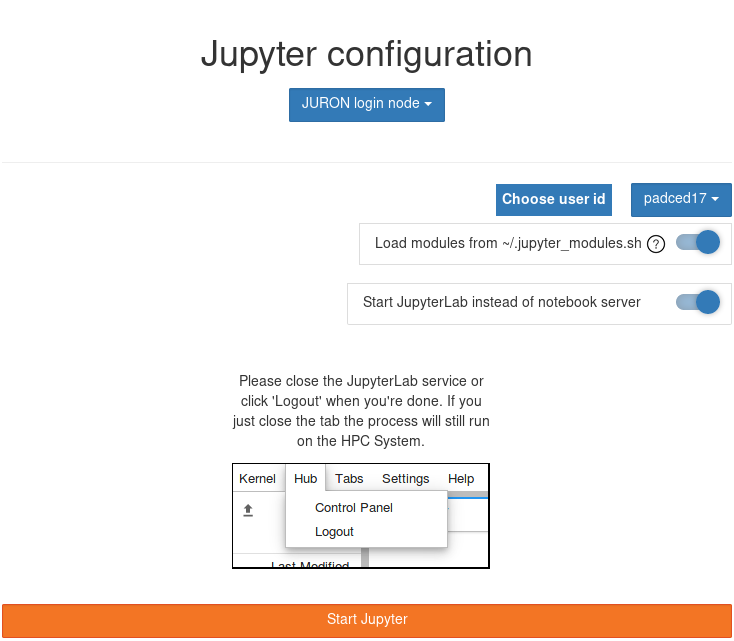 Jupyter configuration
JURON login node
Choose user id
padced17
Load modules from ~/.jupyter_modules.sh ?
Start JupyterLab instead of notebook server
Please close the JupyterLab service or
click 'Logout' when you're done. If you
just close the tab the process will still run
on the HPC System.
Kernel Hub Tabs Settings Help
Control Panel
Logout
Last Modified
Start Jupyter